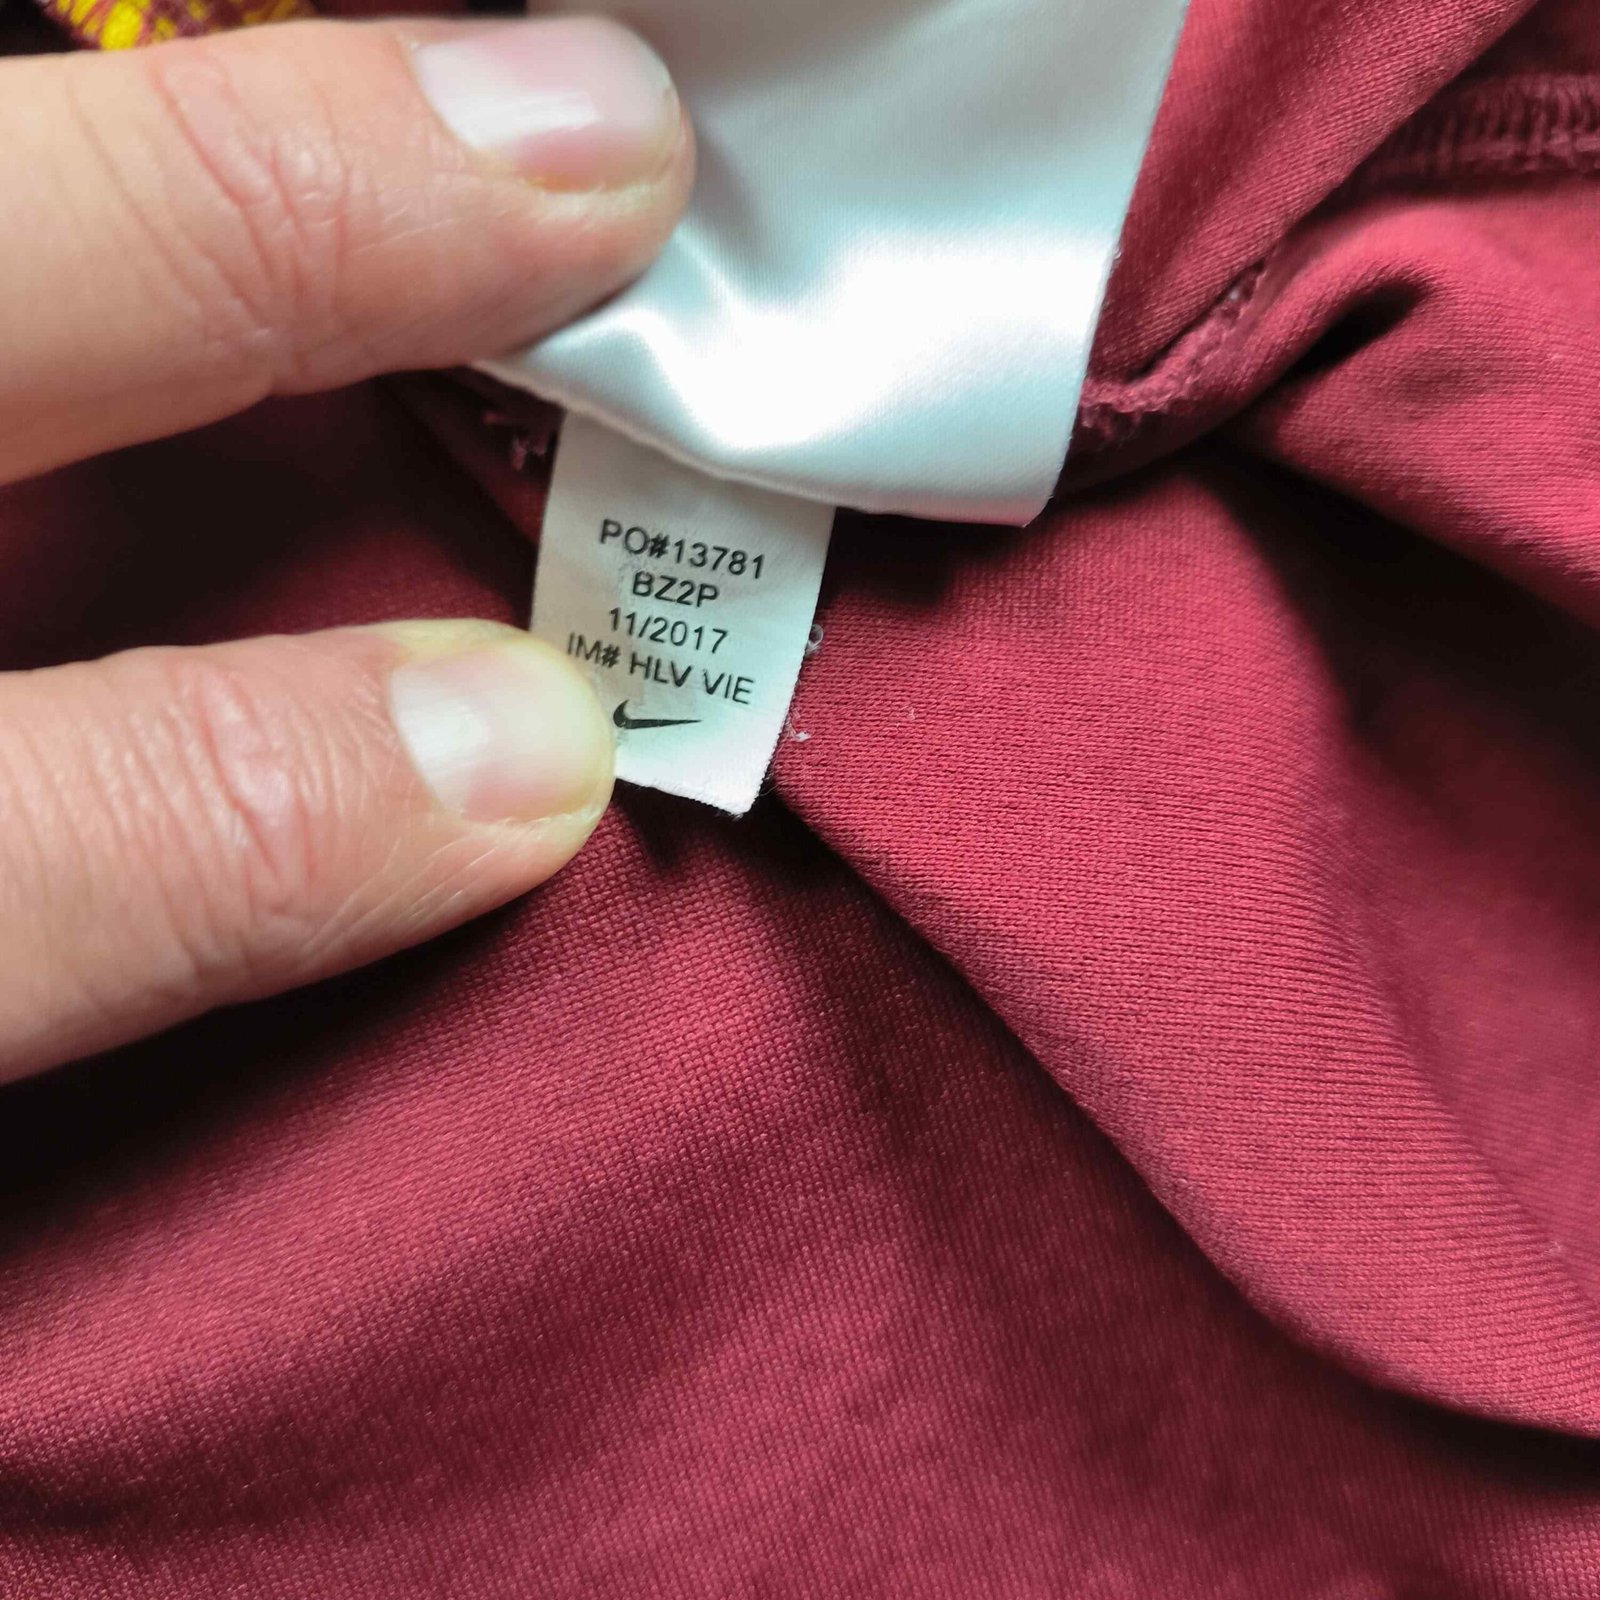 PO#13781
BZ2P
11/2017
IM# HLV VIE